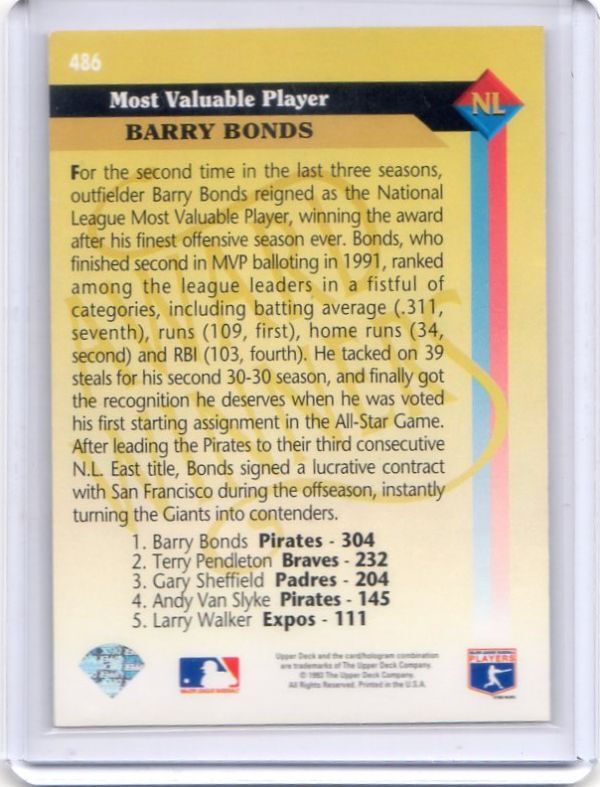 486
Most Valuable Player
NL
BARRY BONDS
For the second time in the last three seasons,
outfielder Barry Bonds reigned as the National
League Most Valuable Player, winning the award
after his finest offensive season ever. Bonds, who
finished second in MVP balloting in 1991, ranked
among the league leaders in a fistful of
categories, including batting average (.311,
seventh), runs (109, first), home runs (34,
second) and RBI (103, fourth). He tacked on 39
steals for his second 30-30 season, and finally got
the recognition he deserves when he was voted
his first starting assignment in the All-Star Game.
After leading the Pirates to their third consecutive
N.L. East title, Bonds signed a lucrative contract
with San Francisco during the offseason, instantly
turning the Giants into contenders.
1. Barry Bonds Pirates - 304
2. Terry Pendleton Braves - 232
3. Gary Sheffield Padres - 204
4. Andy Van Slyke Pirates - 145
5. Larry Walker Expos - 111
Upper Deck and the card/hologram combination
are trademarks of The Upper Deck Company.
© 1993 The Upper Deck Company.
All Rights Reserved. Printed in the U.S.A.
MAJOR LEAGUE BASEBALL
PLAYERS